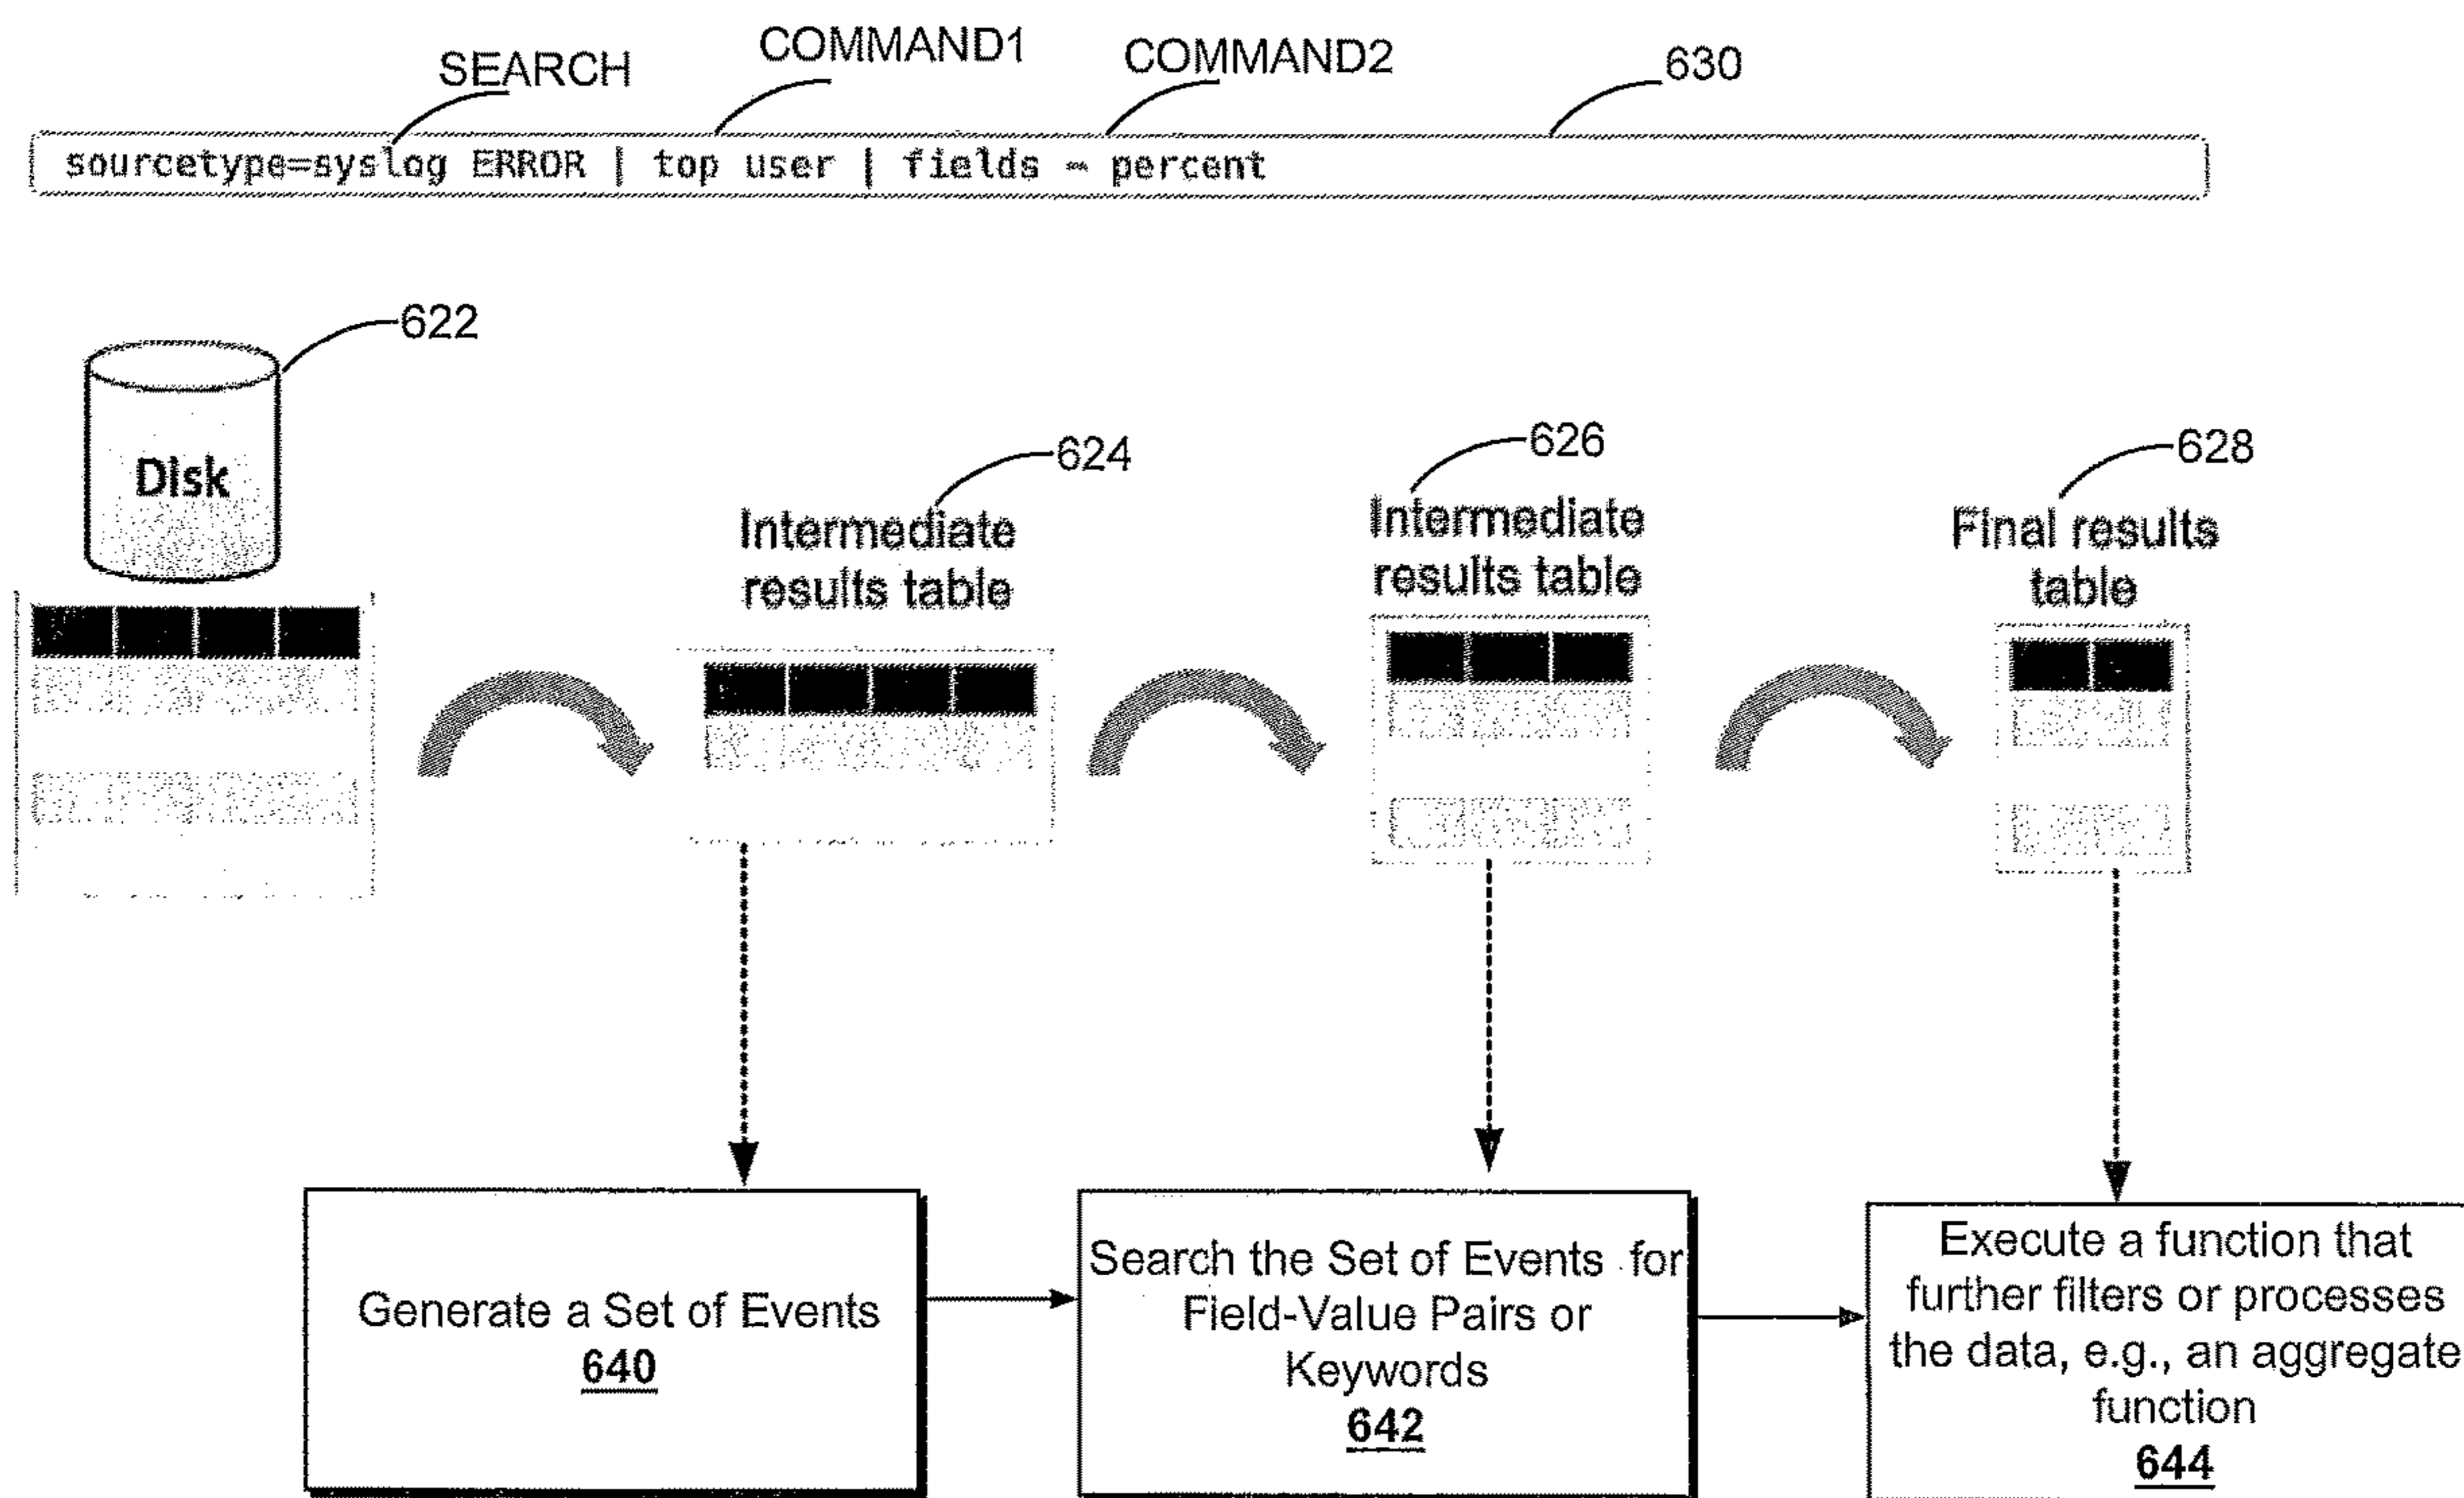 SEARCH
COMMAND1
COMMAND2
630
sourcetype=syslog ERROR | top user | fields - percent
622
Disk
624
Intermediate
results table
626
Intermediate
results table
628
Final results
table
Generate a Set of Events
640
Search the Set of Events for
Field-Value Pairs or
Keywords
642
Execute a function that
further filters or processes
the data, e.g., an aggregate
function
644